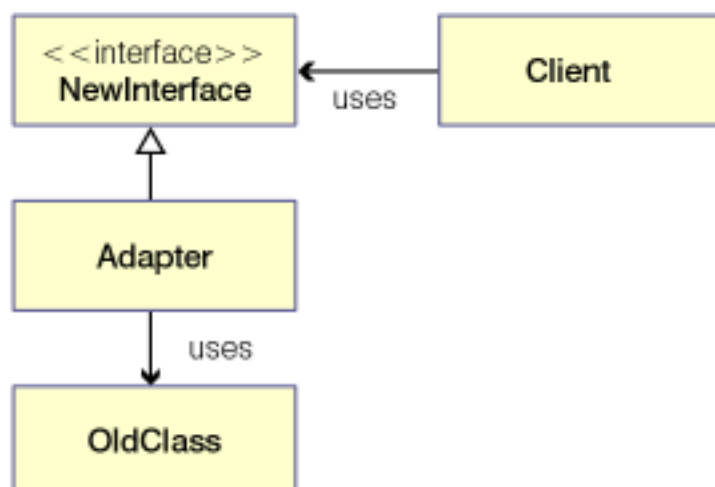 <<interface>>
NewInterface
Client
uses
Adapter
uses
OldClass